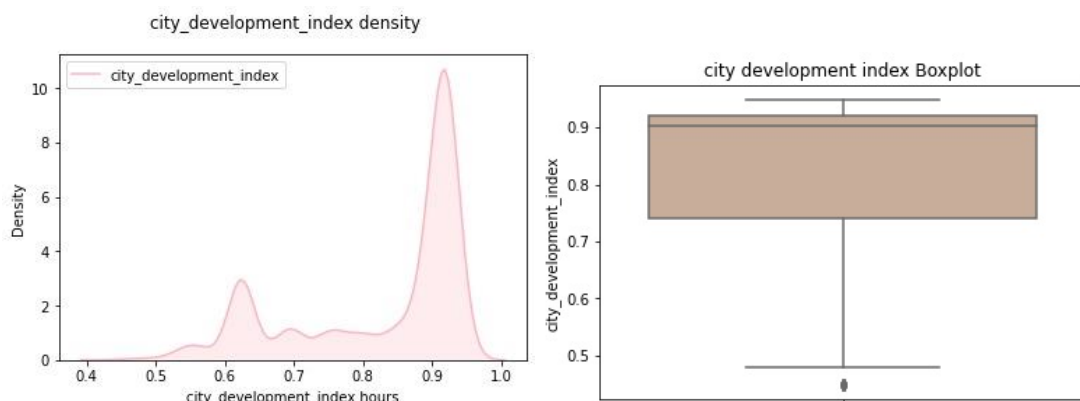 city_development_index density
city_development_index
10
8
6
4
2
0
Density
0.4 0.5 0.6 0.7 0.8 0.9 1.0
city_development_index hours
city development index Boxplot
0.9
0.8
0.7
0.6
0.5
city_development_index